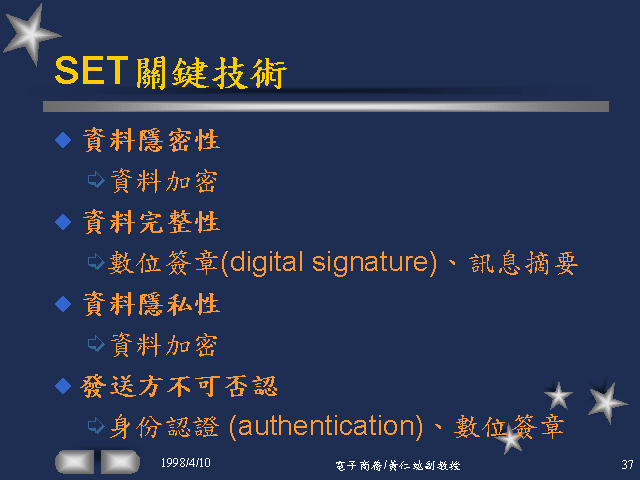 SET關鍵技術
資料隱密性
資料加密
資料完整性
數位簽章(digital signature)、訊息摘要
資料隱私性
資料加密
發送方不可否認
身份認證 (authentication)、數位簽章
1998/4/10
電子商務/黃仁竑副教授
37